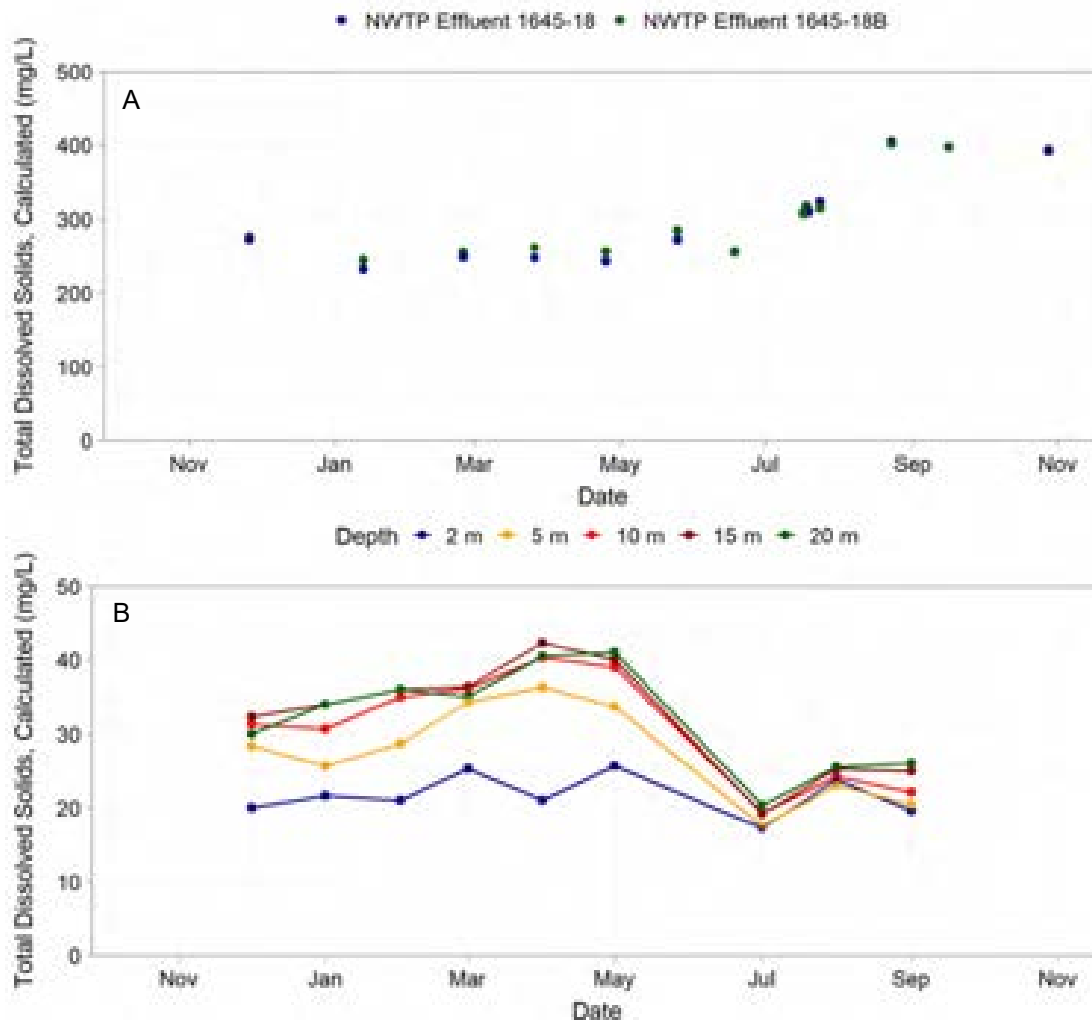 NWTP Effluent 1645-18 NWTP Effluent 1645-18B
Total Dissolved Solids, Calculated (mg/L)
A
500
400
300
200
100
0
Nov Jan Mar May Jul Sep Nov
Date
Depth 2 m 5 m 10 m 15 m 20 m
Total Dissolved Solids, Calculated (mg/L)
B
50
40
30
20
10
0
Nov Jan Mar May Jul Sep Nov
Date